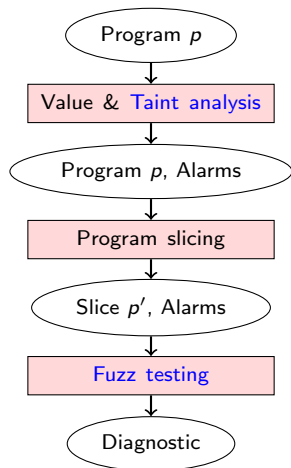 Program p
Value & Taint analysis
Program p, Alarms
Program slicing
Slice p′, Alarms
Fuzz testing
Diagnostic